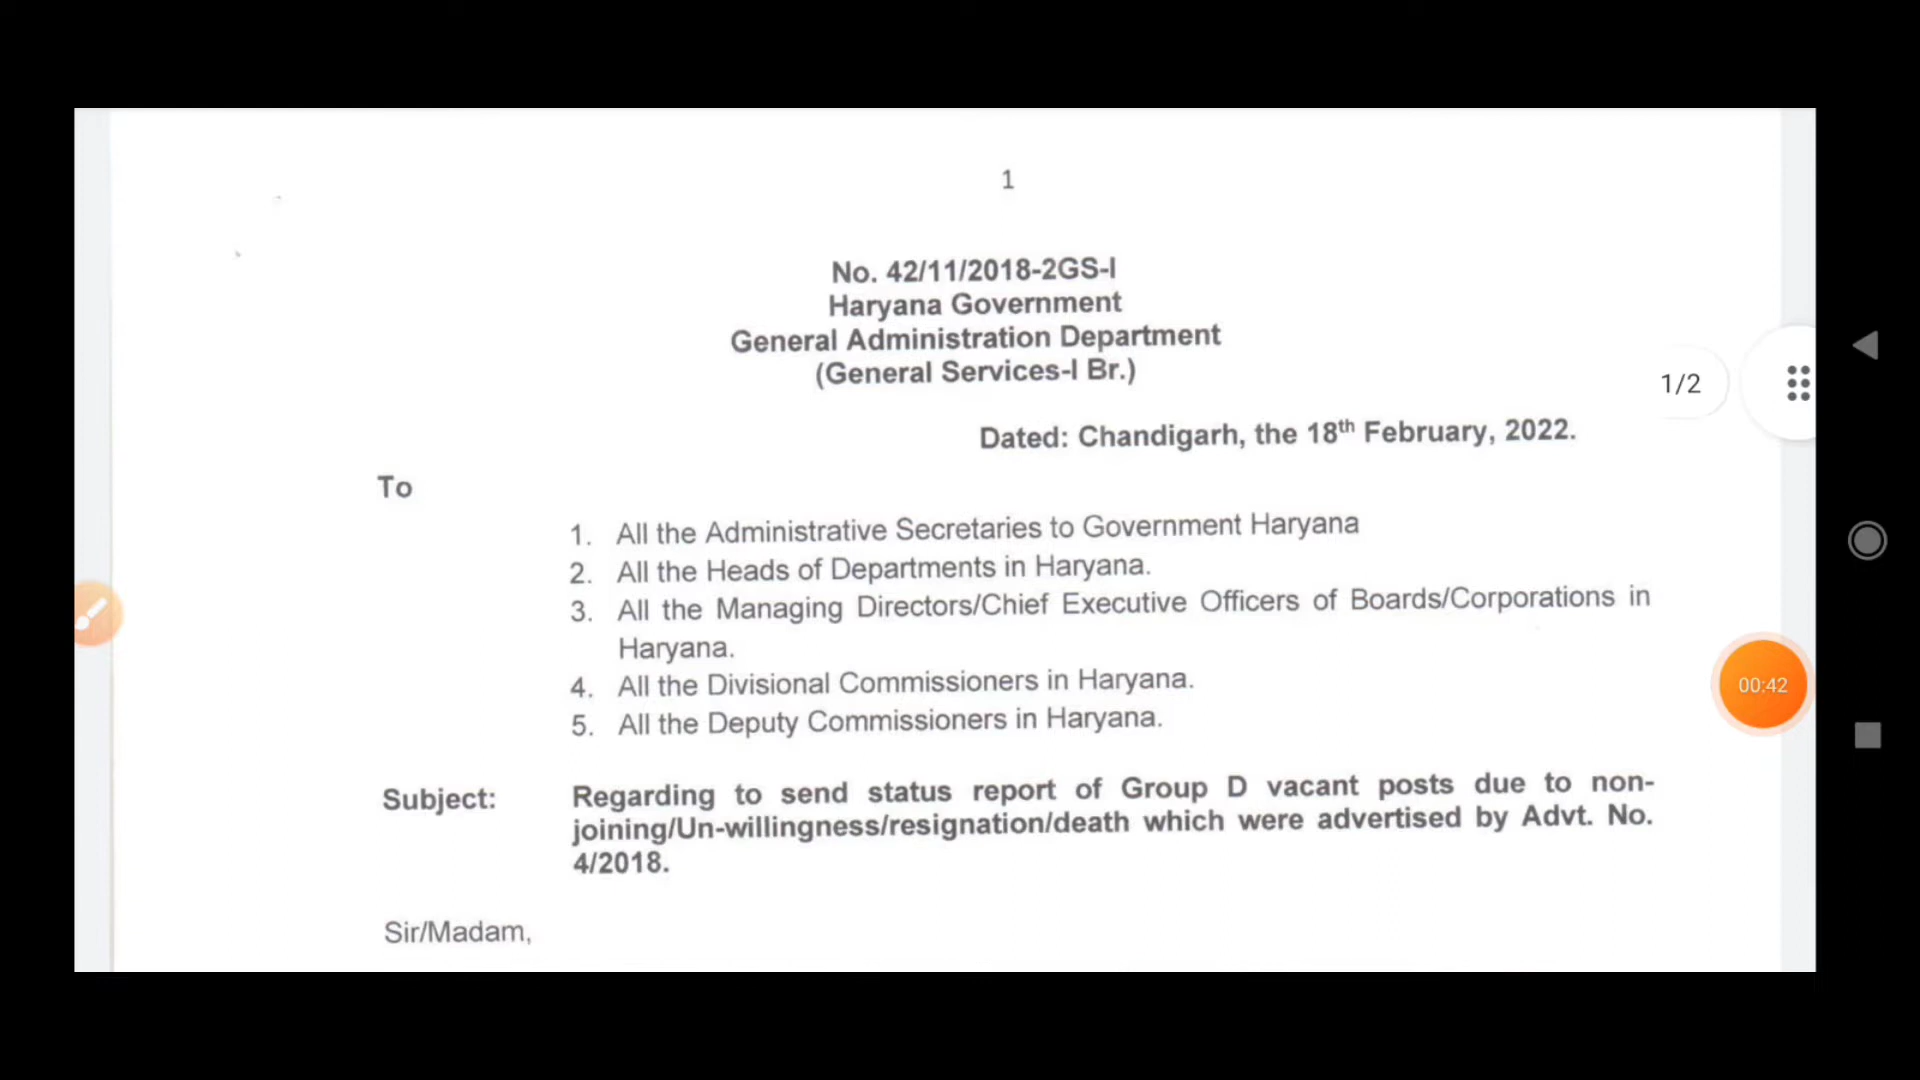 1
No. 42/11/2018-2GS-I
Haryana Government
General Administration Department
(General Services-I Br.)
1/2
Dated: Chandigarh, the 18th February, 2022.
To
1. All the Administrative Secretaries to Government Haryana
2. All the Heads of Departments in Haryana.
3. All the Managing Directors/Chief Executive Officers of Boards/Corporations in
Haryana.
4. All the Divisional Commissioners in Haryana.
00:42
5. All the Deputy Commissioners in Haryana.
Subject: Regarding to send status report of Group D vacant posts due to non-
joining/Un-willingness/resignation/death which were advertised by Advt. No.
4/2018.
Sir/Madam,